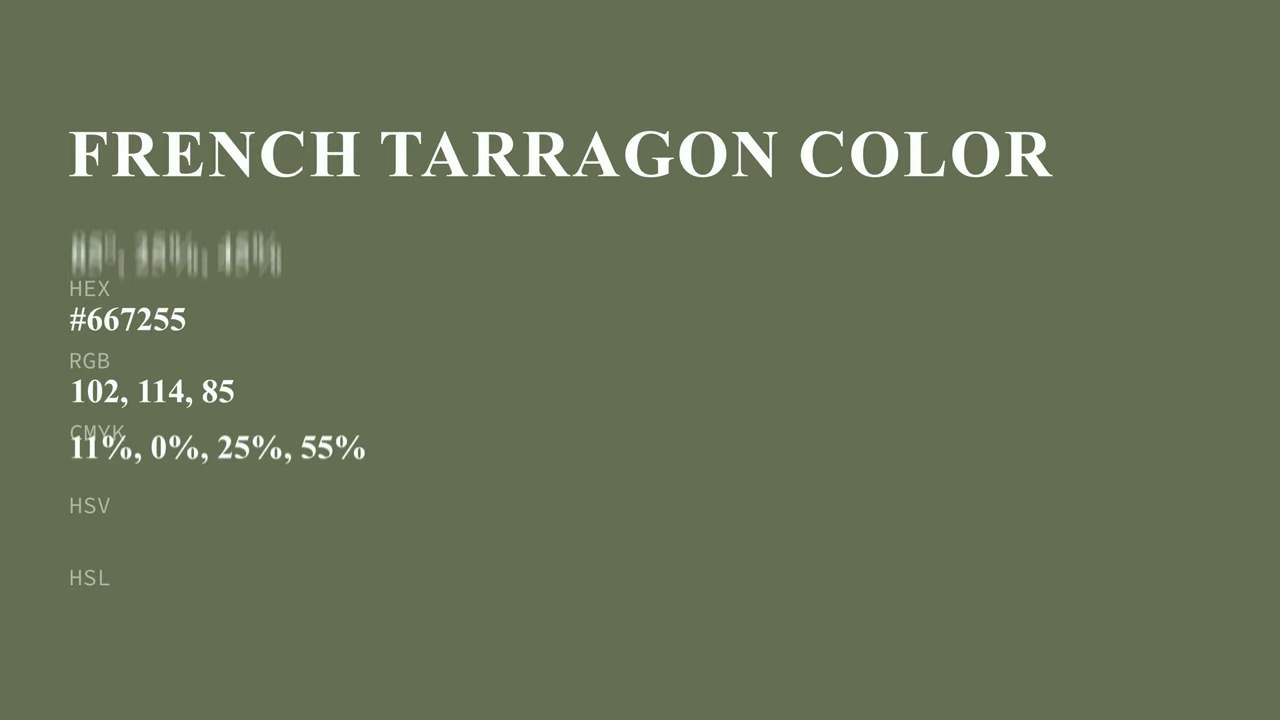 FRENCH TARRAGON COLOR
HEX
#667255
RGB
102, 114, 85
CMYK
11%, 0%, 25%, 55%
HSV
HSL